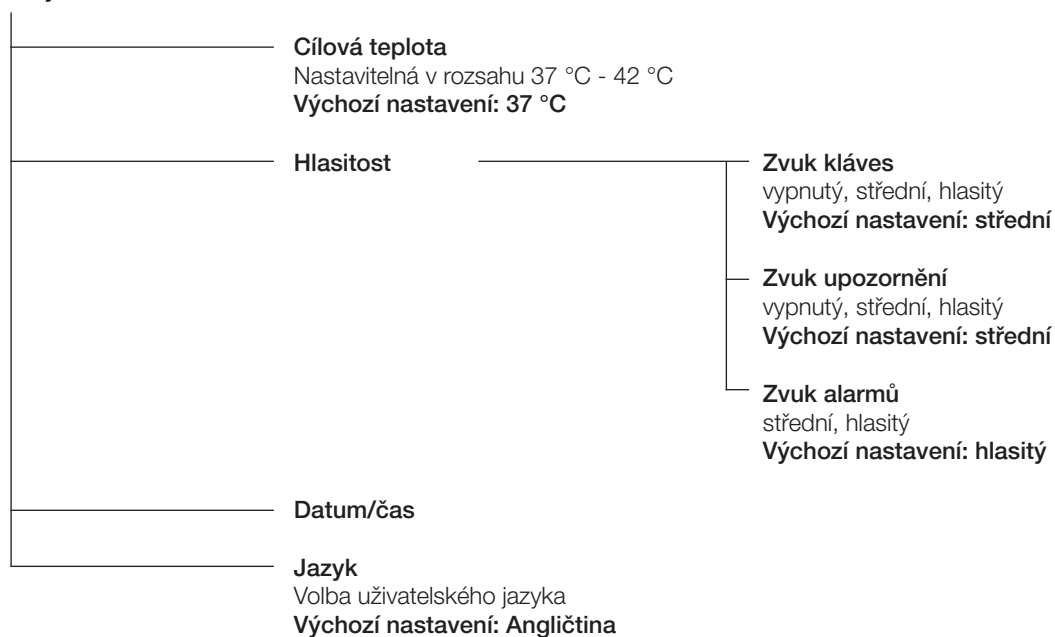 Cílová teplota
Nastavitelná v rozsahu 37 °C - 42 °C
Výchozí nastavení: 37 °C
Hlasitost
Zvuk kláves
vypnutý, střední, hlasitý
Výchozí nastavení: střední
Zvuk upozornění
vypnutý, střední, hlasitý
Výchozí nastavení: střední
Zvuk alarmů
střední, hlasitý
Výchozí nastavení: hlasitý
Datum/čas
Jazyk
Volba uživatelského jazyka
Výchozí nastavení: Angličtina